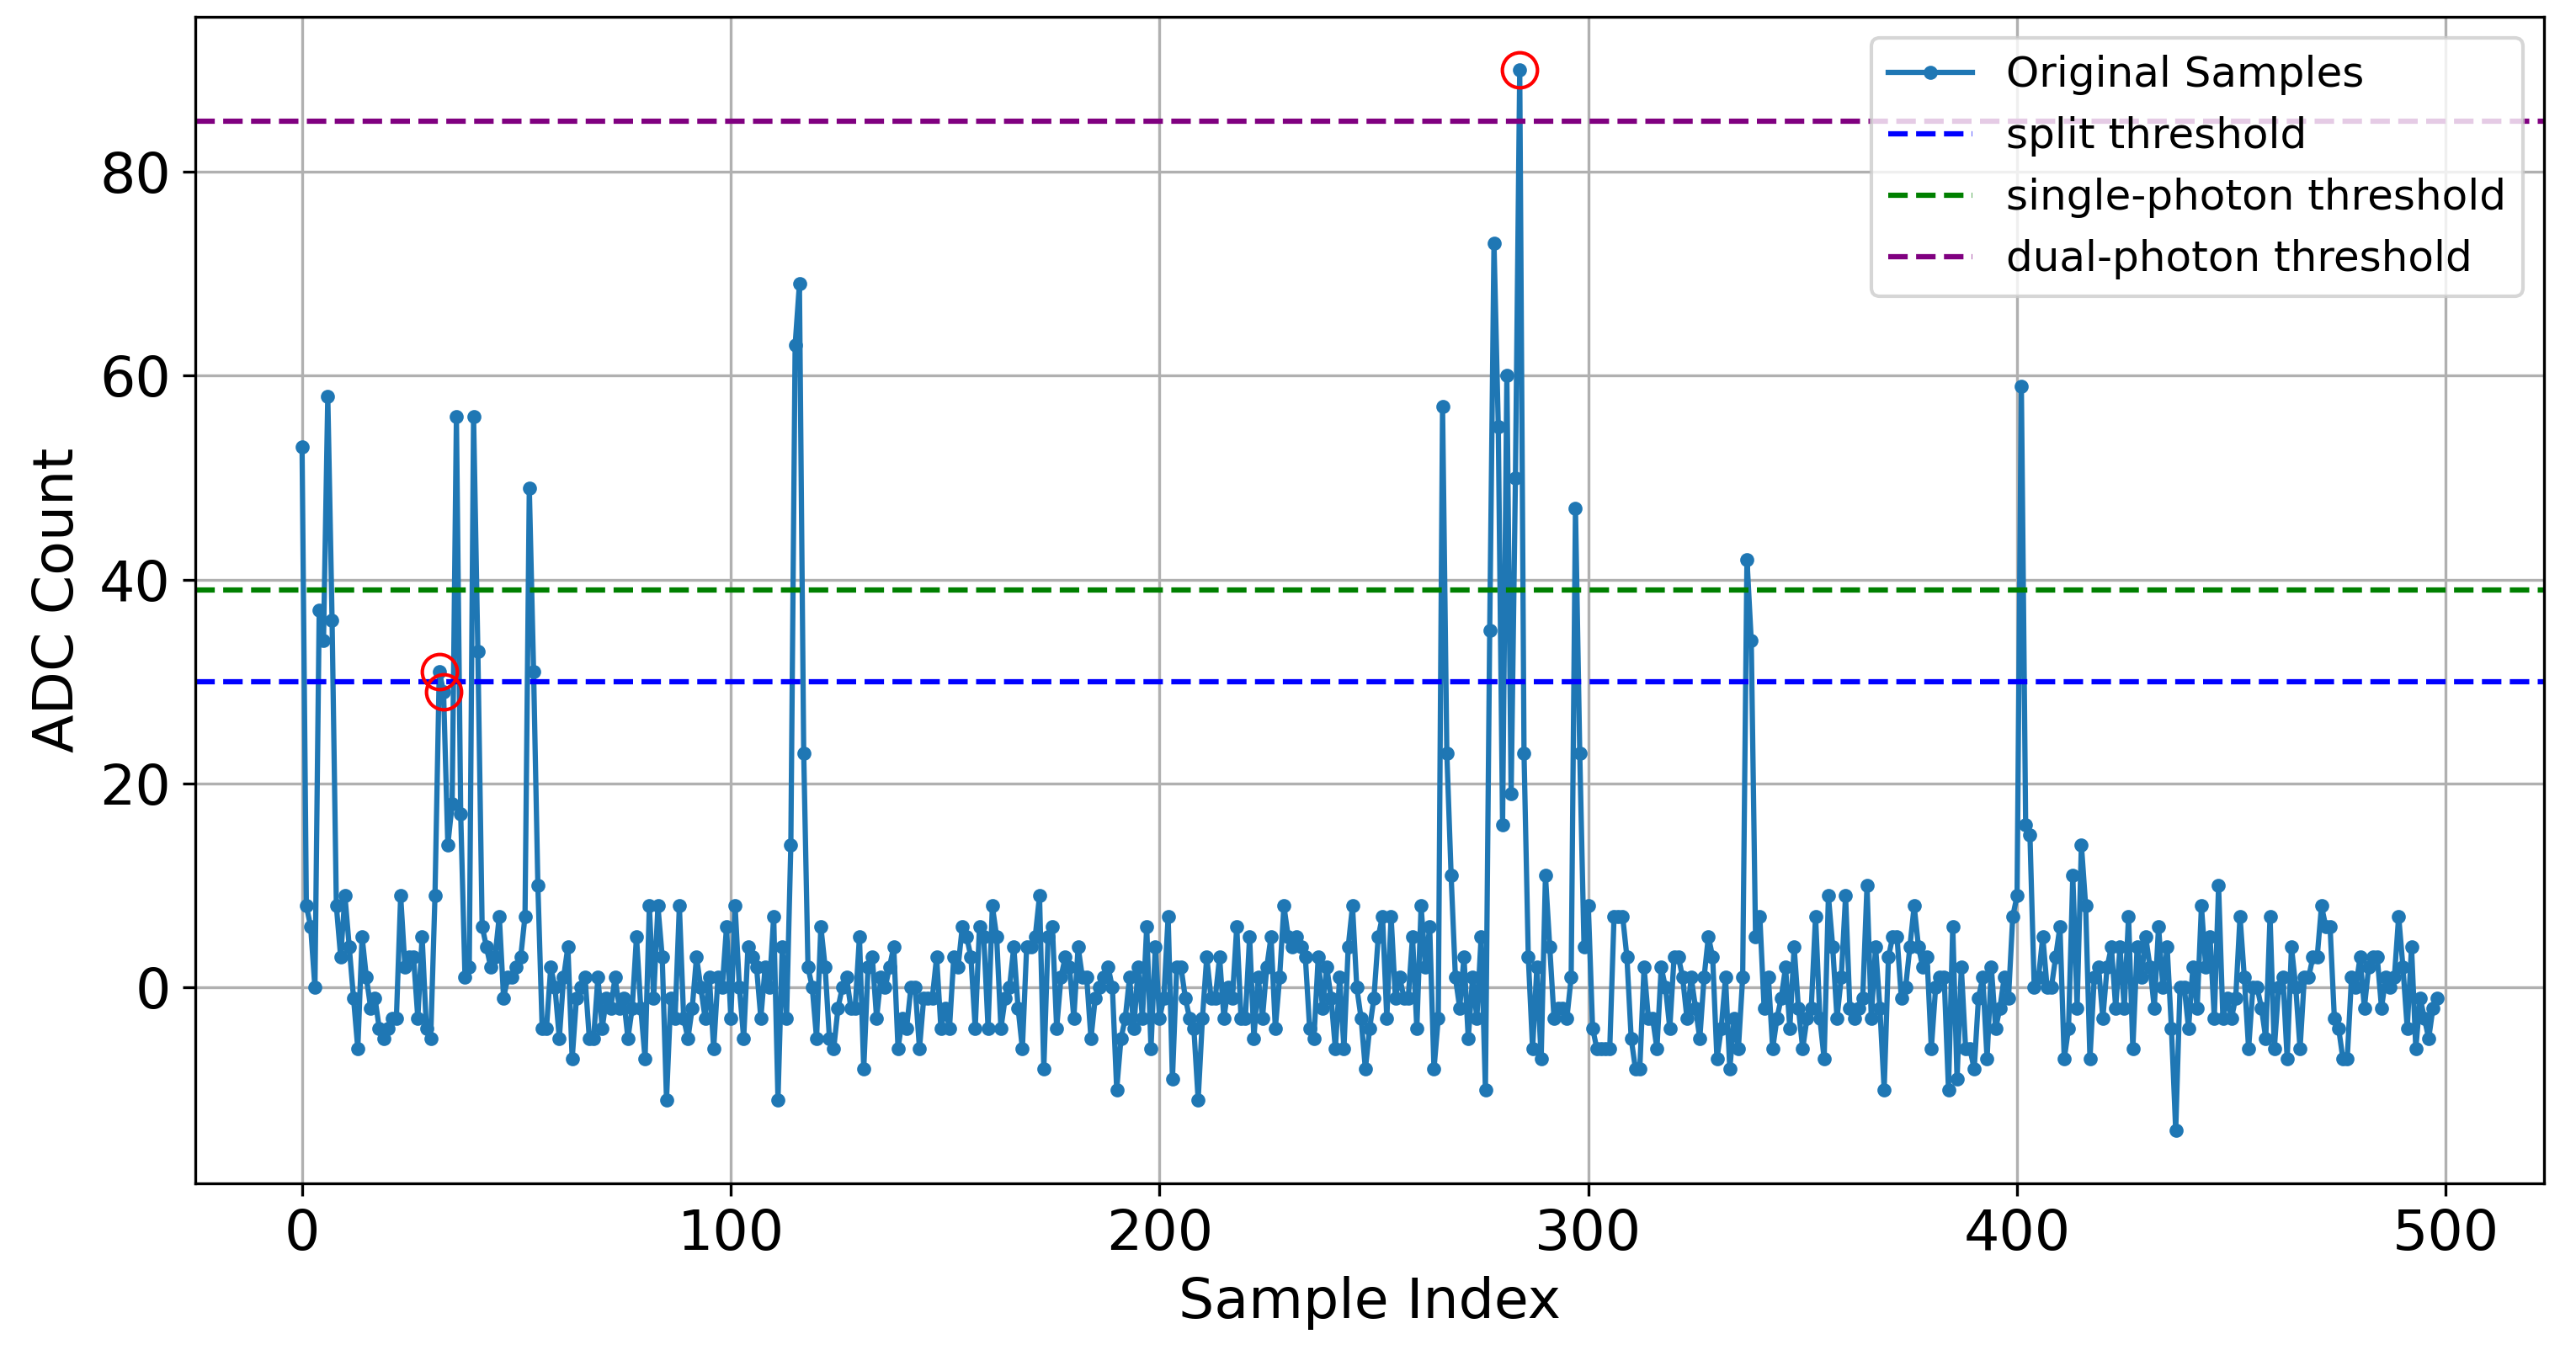 Original Samples
split threshold
single-photon threshold
dual-photon threshold
ADC Count
80
60
40
20
0
0 100 200 300 400 500
Sample Index